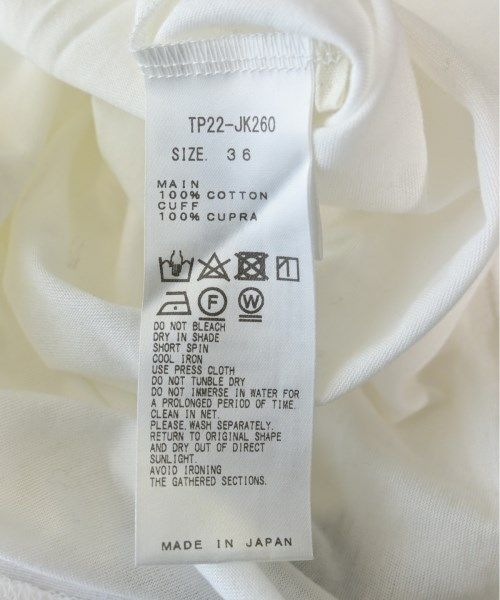 TP22-JK260
SIZE. 36
MAIN
100% COTTON
CUFF
100% CUPRA
F W
DO NOT BLEACH
DRY IN SHADE
SHORT SPIN
COOL IRON
USE PRESS CLOTH
DO NOT TUNBLE DRY
DO NOT IMMERSE IN WATER FOR
A PROLONGED PERIOD OF TIME.
CLEAN IN NET.
PLEASE,WASH SEPARATELY.
RETURN TO ORIGINAL SHAPE
AND DRY OUT OF DIRECT
SUNLIGHT.
AVOID IRONING
THE GATHERED SECTIONS.
MADE IN JAPAN